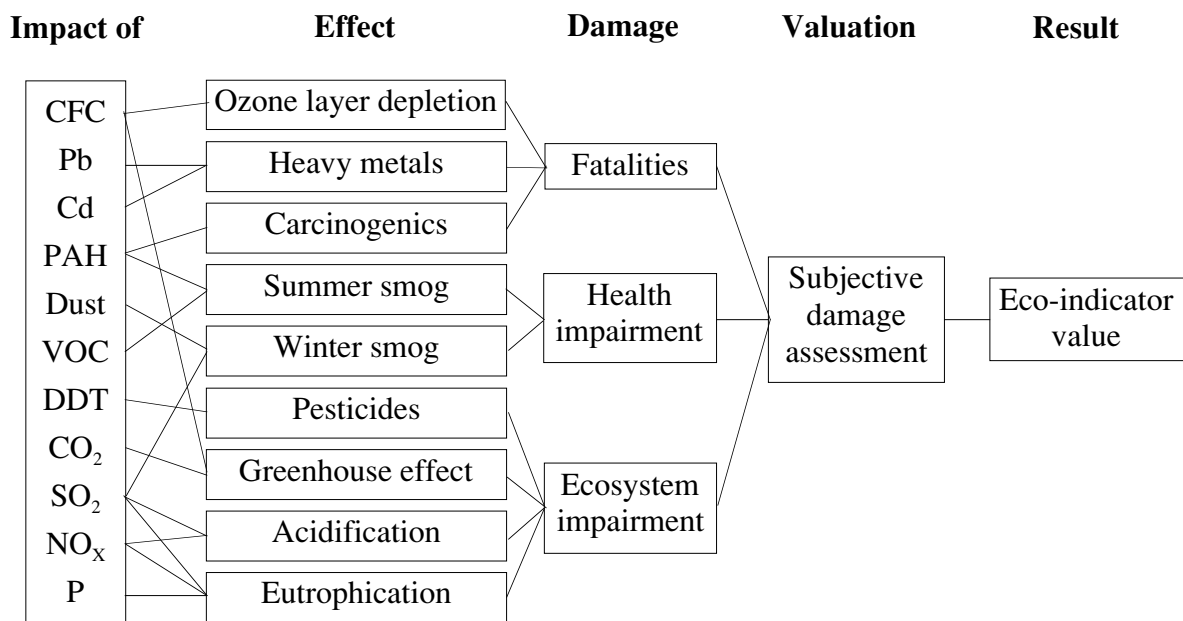 Impact of
Effect
Damage
Valuation
Result
CFC
Pb
Cd
PAH
Dust
VOC
DDT
CO₂
SO₂
NOₓ
P
Ozone layer depletion
Heavy metals
Carcinogenics
Summer smog
Winter smog
Pesticides
Greenhouse effect
Acidification
Eutrophication
Fatalities
Health
impairment
Ecosystem
impairment
Subjective
damage
assessment
Eco-indicator
value